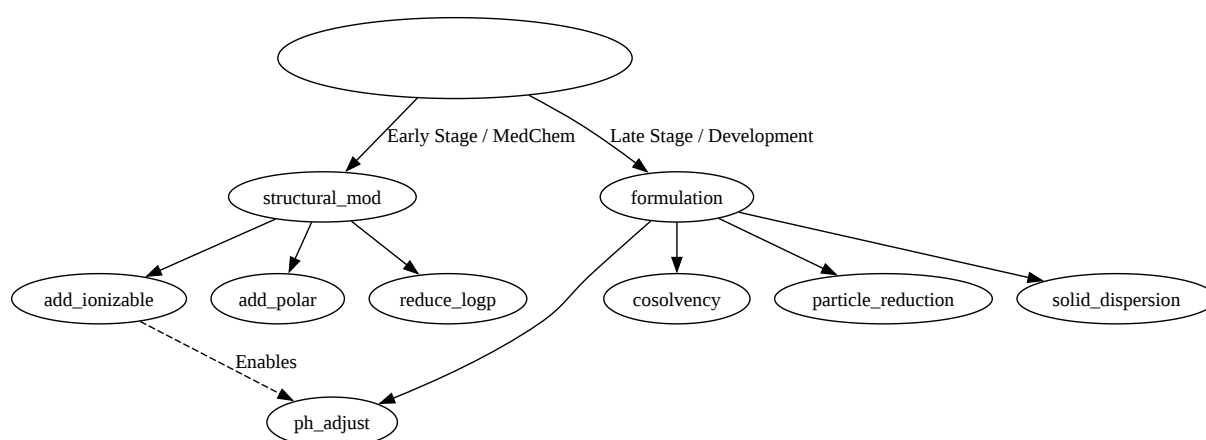 Early Stage / MedChem
Late Stage / Development
structural_mod
formulation
add_ionizable
add_polar
reduce_logp
cosolvency
particle_reduction
solid_dispersion
Enables
ph_adjust